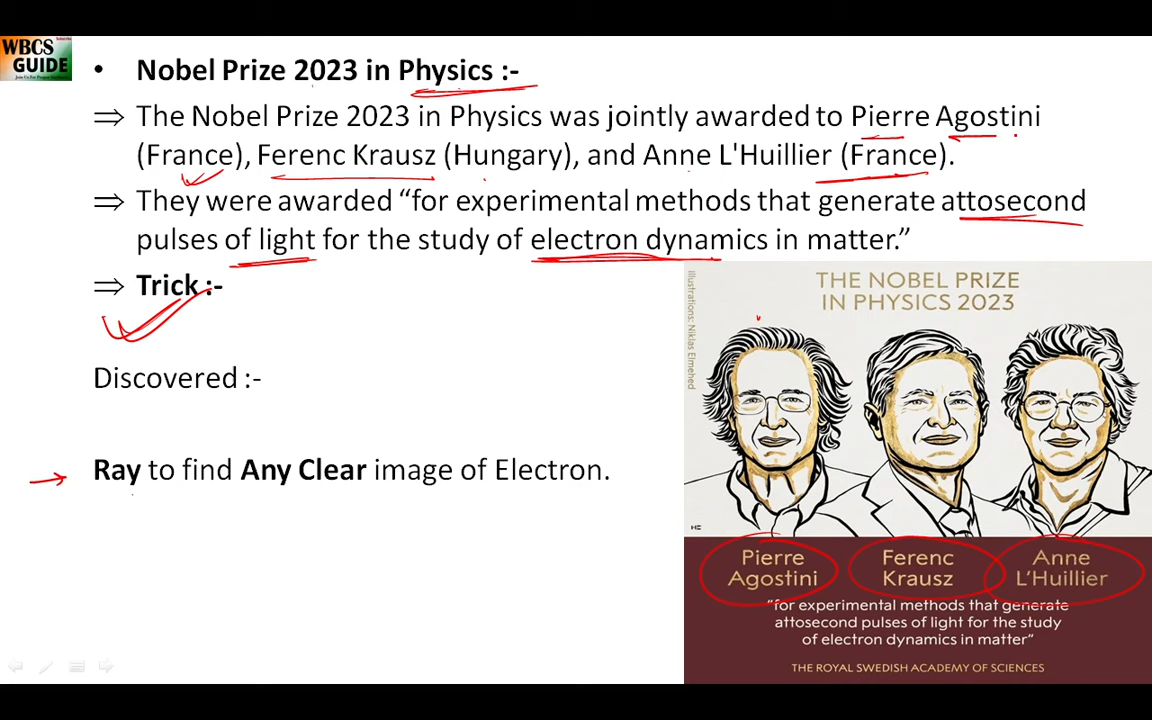 WBCS
GUIDE
• Nobel Prize 2023 in Physics :-
⇒ The Nobel Prize 2023 in Physics was jointly awarded to Pierre Agostini
(France), Ferenc Krausz (Hungary), and Anne L'Huillier (France).
⇒ They were awarded “for experimental methods that generate attosecond
pulses of light for the study of electron dynamics in matter.”
⇒ Trick :-
Discovered :-
Ray to find Any Clear image of Electron.
Illustrations: Niklas Elmehed
THE NOBEL PRIZE
IN PHYSICS 2023
Pierre
Agostini
Ferenc
Krausz
Anne
L'Huillier
“for experimental methods that generate
attosecond pulses of light for the study
of electron dynamics in matter”
THE ROYAL SWEDISH ACADEMY OF SCIENCES